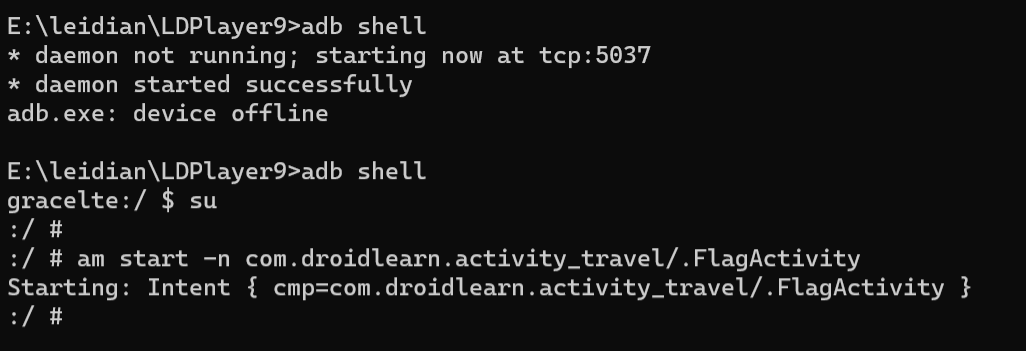 E:\leidian\LDPlayer9>adb shell
* daemon not running; starting now at tcp:5037
* daemon started successfully
adb.exe: device offline
E:\leidian\LDPlayer9>adb shell
gracelte:/ $ su
:/ #
:/ # am start -n com.droidlearn.activity_travel/.FlagActivity
Starting: Intent { cmp=com.droidlearn.activity_travel/.FlagActivity }
:/ #